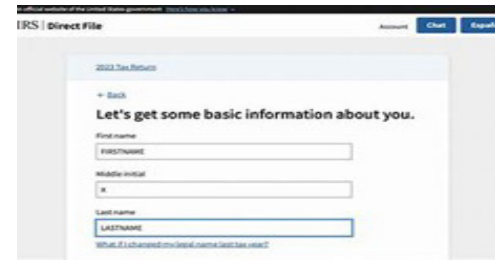 official website of the United States government Here's how you know
IRS | Direct File
Account Chat Españ
2023 Tax Return
← Back
Let's get some basic information about you.
First name
FIRSTNAME
Middle initial
X
Last name
LASTNAME
What if I changed my legal name last tax year?